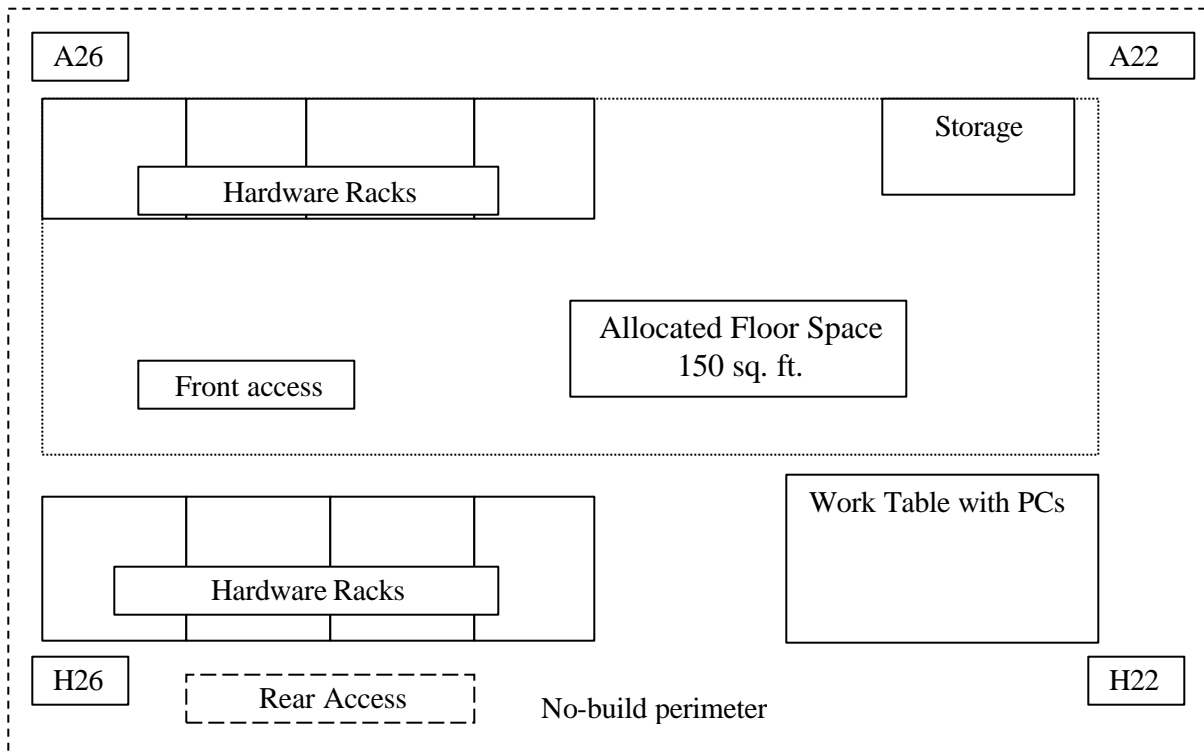 A26
A22
Storage
Hardware Racks
Allocated Floor Space
150 sq. ft.
Front access
Work Table with PCs
Hardware Racks
H26
H22
Rear Access
No-build perimeter